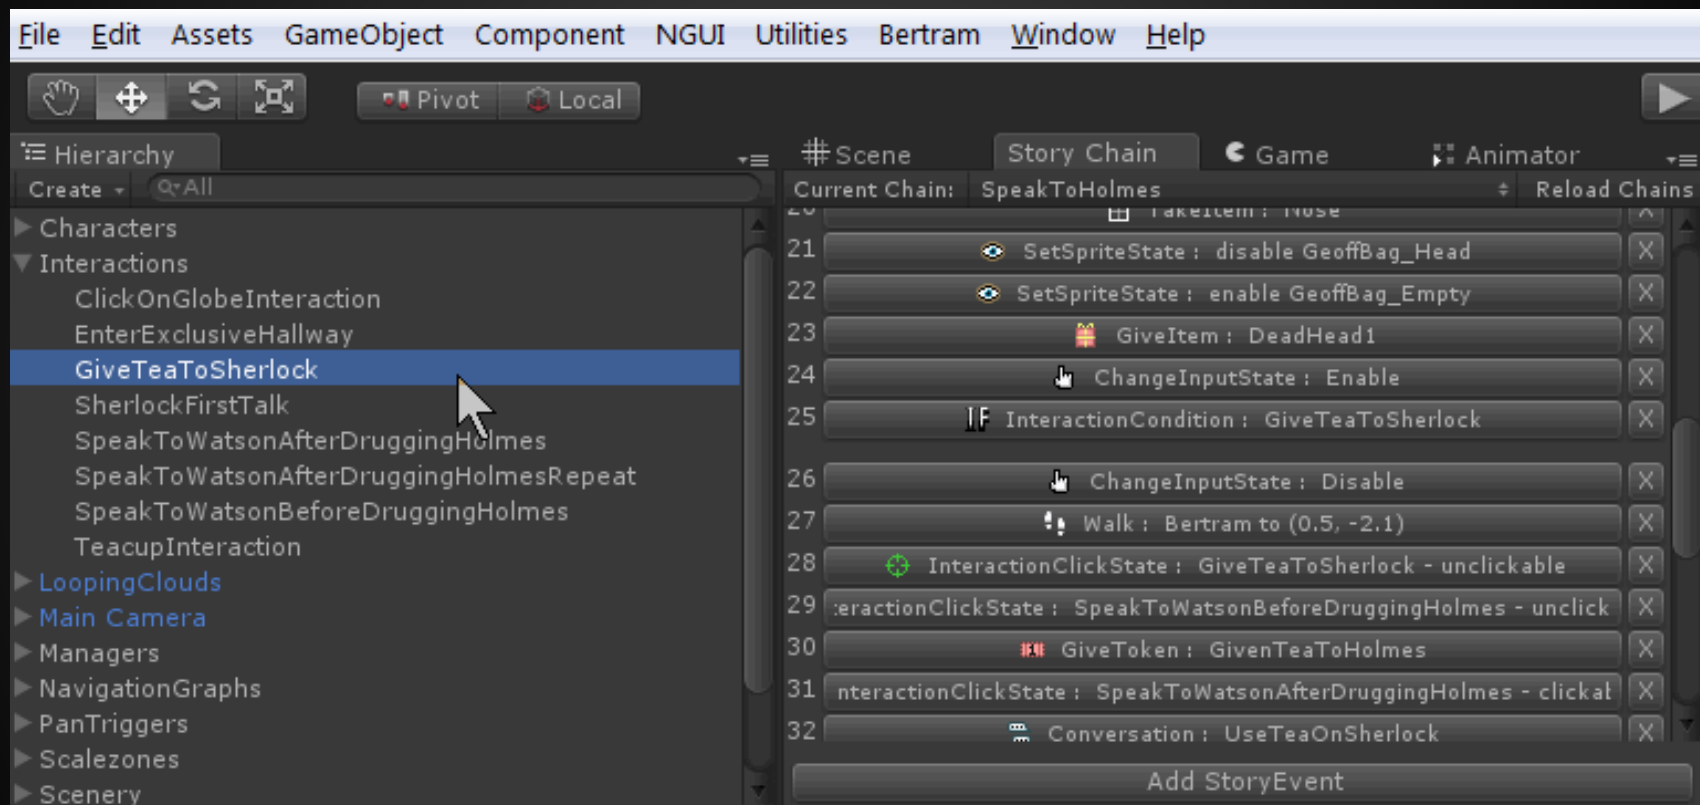 File Edit Assets GameObject Component NGUI Utilities Bertram Window Help
Pivot Local
Hierarchy
Create All
Characters
Interactions
ClickOnGlobeInteraction
EnterExclusiveHallway
GiveTeaToSherlock
SherlockFirstTalk
SpeakToWatsonAfterDruggingHolmes
SpeakToWatsonAfterDruggingHolmesRepeat
SpeakToWatsonBeforeDruggingHolmes
TeacupInteraction
LoopingClouds
Main Camera
Managers
NavigationGraphs
PanTriggers
Scalezones
Scenery
Scene Story Chain Game Animator
Current Chain: SpeakToHolmes Reload Chains
20 TakeItem : Nose X
21 SetSpriteState : disable GeoffBag_Head X
22 SetSpriteState : enable GeoffBag_Empty X
23 GiveItem : DeadHead1 X
24 ChangeInputState : Enable X
25 IF InteractionCondition : GiveTeaToSherlock X
26 ChangeInputState : Disable X
27 Walk : Bertram to (0.5, -2.1) X
28 InteractionClickState : GiveTeaToSherlock - unclickable X
29 :eractionClickState : SpeakToWatsonBeforeDruggingHolmes - unclick X
30 GiveToken : GivenTeaToHolmes X
31 nteractionClickState : SpeakToWatsonAfterDruggingHolmes - clickal X
32 Conversation : UseTeaOnSherlock X
Add StoryEvent